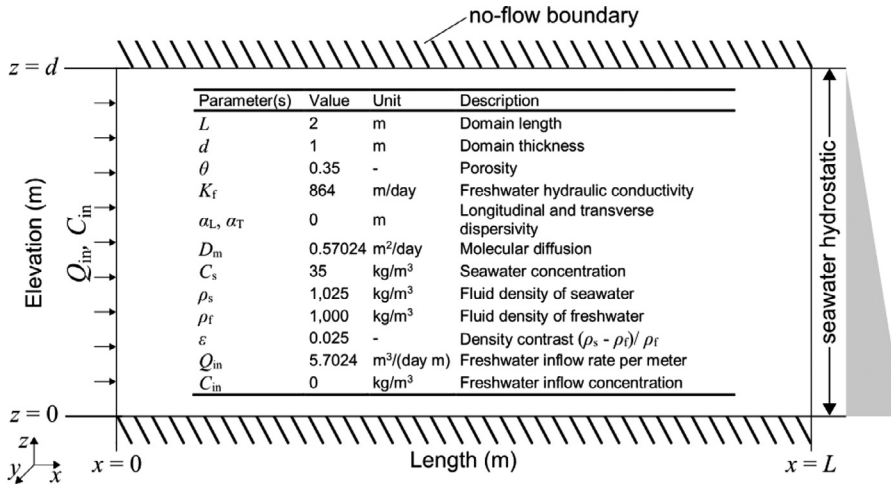 no-flow boundary
z = d
Parameter(s) Value Unit Description
L 2 m Domain length
d 1 m Domain thickness
θ 0.35 - Porosity
Kf 864 m/day Freshwater hydraulic conductivity
αL, αT 0 m Longitudinal and transverse
dispersivity
Dm 0.57024 m²/day Molecular diffusion
Cs 35 kg/m³ Seawater concentration
ρs 1,025 kg/m³ Fluid density of seawater
ρf 1,000 kg/m³ Fluid density of freshwater
ε 0.025 - Density contrast (ρs - ρf)/ ρf
Qin 5.7024 m³/(day m) Freshwater inflow rate per meter
Cin 0 kg/m³ Freshwater inflow concentration
Elevation (m)
Qin, Cin
seawater hydrostatic
z = 0
z
y
x
x = 0
Length (m)
x = L